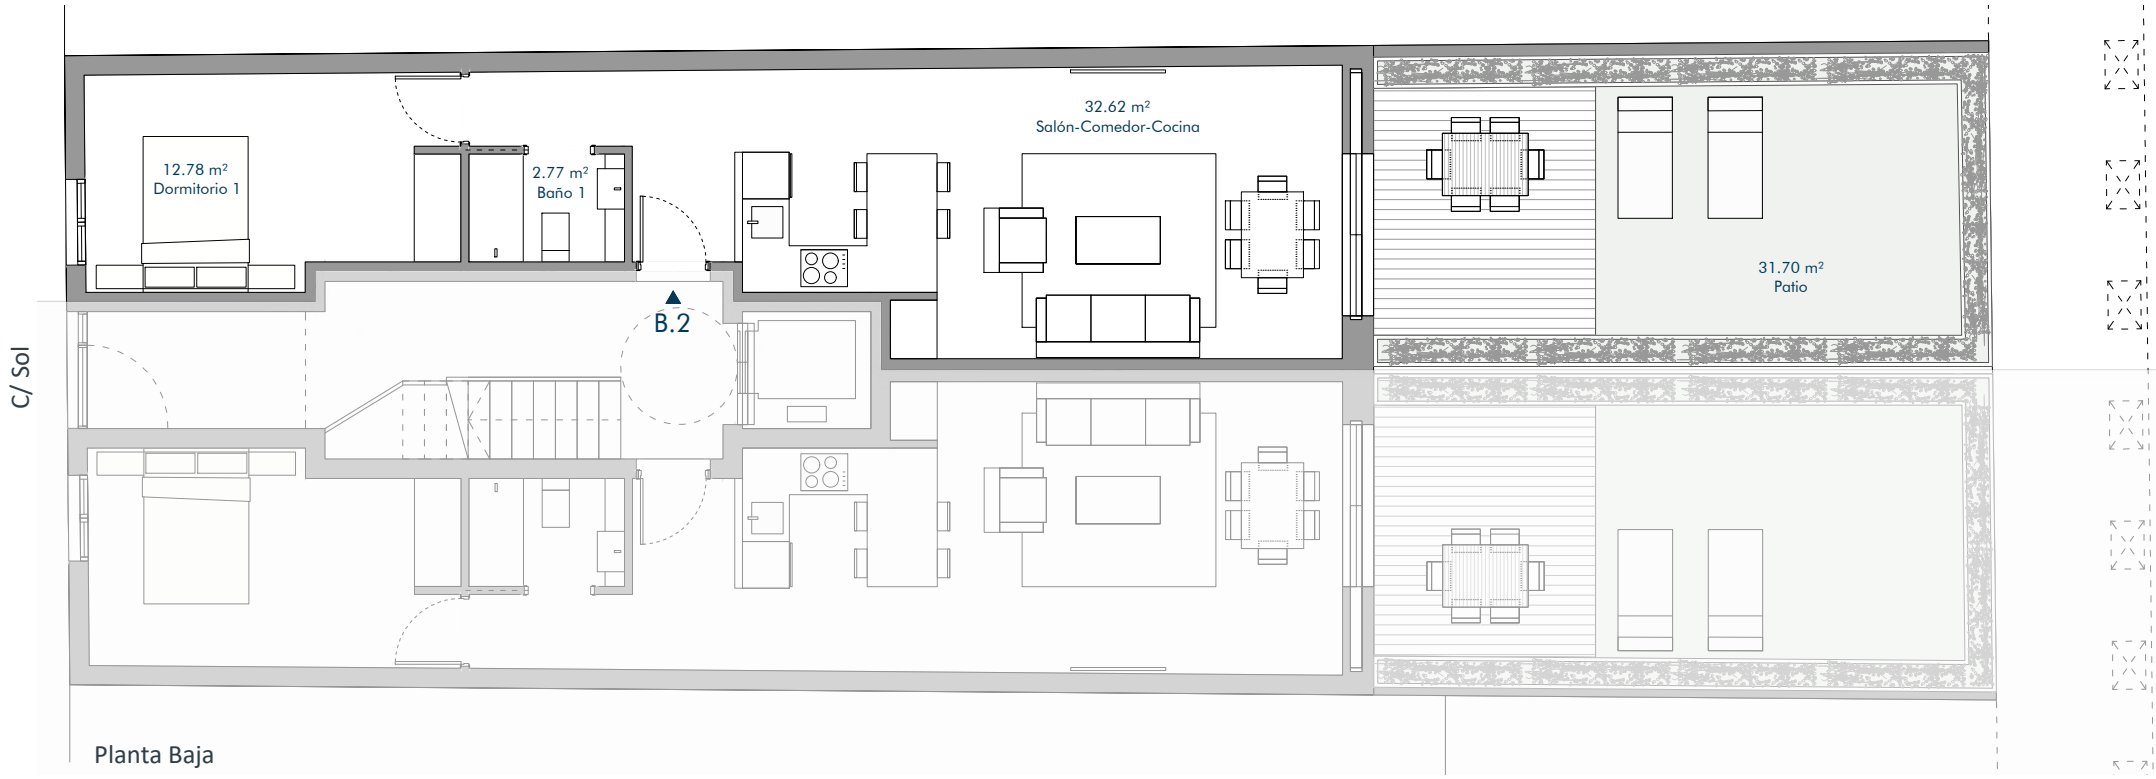 32.62 m²
Salón-Comedor-Cocina
12.78 m²
Dormitorio 1
2.77 m²
Baño 1
31.70 m²
Patio
B.2
C/ Sol
Planta Baja